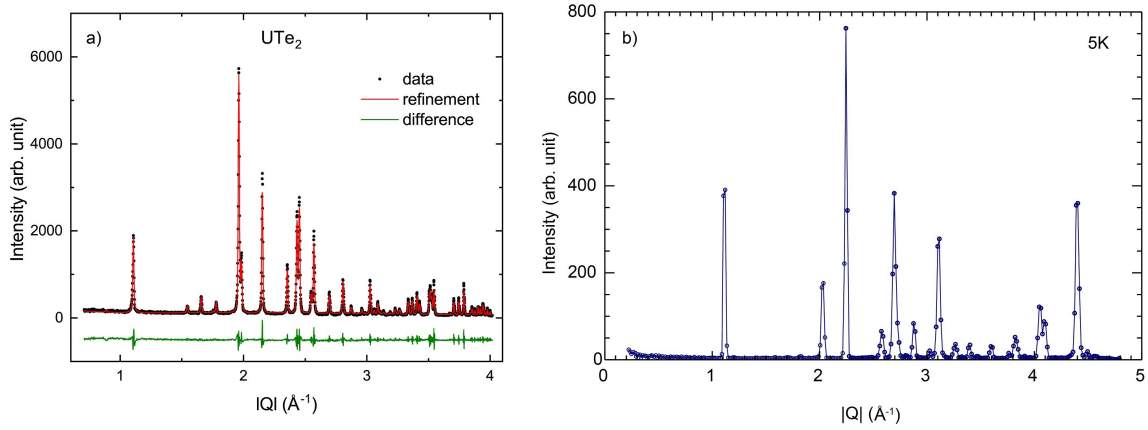 a) UTe₂
data
refinement
difference
Intensity (arb. unit)
6000
4000
2000
0
1 2 3 4
|Q| (Å⁻¹)
b) 5K
Intensity (arb. unit)
800
600
400
200
0
0 1 2 3 4 5
|Q| (Å⁻¹)